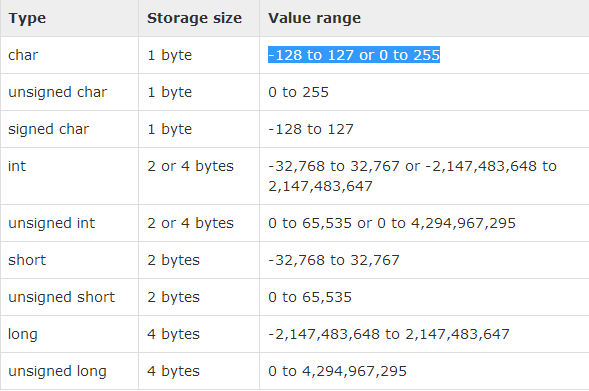 Type Storage size Value range
char 1 byte -128 to 127 or 0 to 255
unsigned char 1 byte 0 to 255
signed char 1 byte -128 to 127
int 2 or 4 bytes -32,768 to 32,767 or -2,147,483,648 to
2,147,483,647
unsigned int 2 or 4 bytes 0 to 65,535 or 0 to 4,294,967,295
short 2 bytes -32,768 to 32,767
unsigned short 2 bytes 0 to 65,535
long 4 bytes -2,147,483,648 to 2,147,483,647
unsigned long 4 bytes 0 to 4,294,967,295